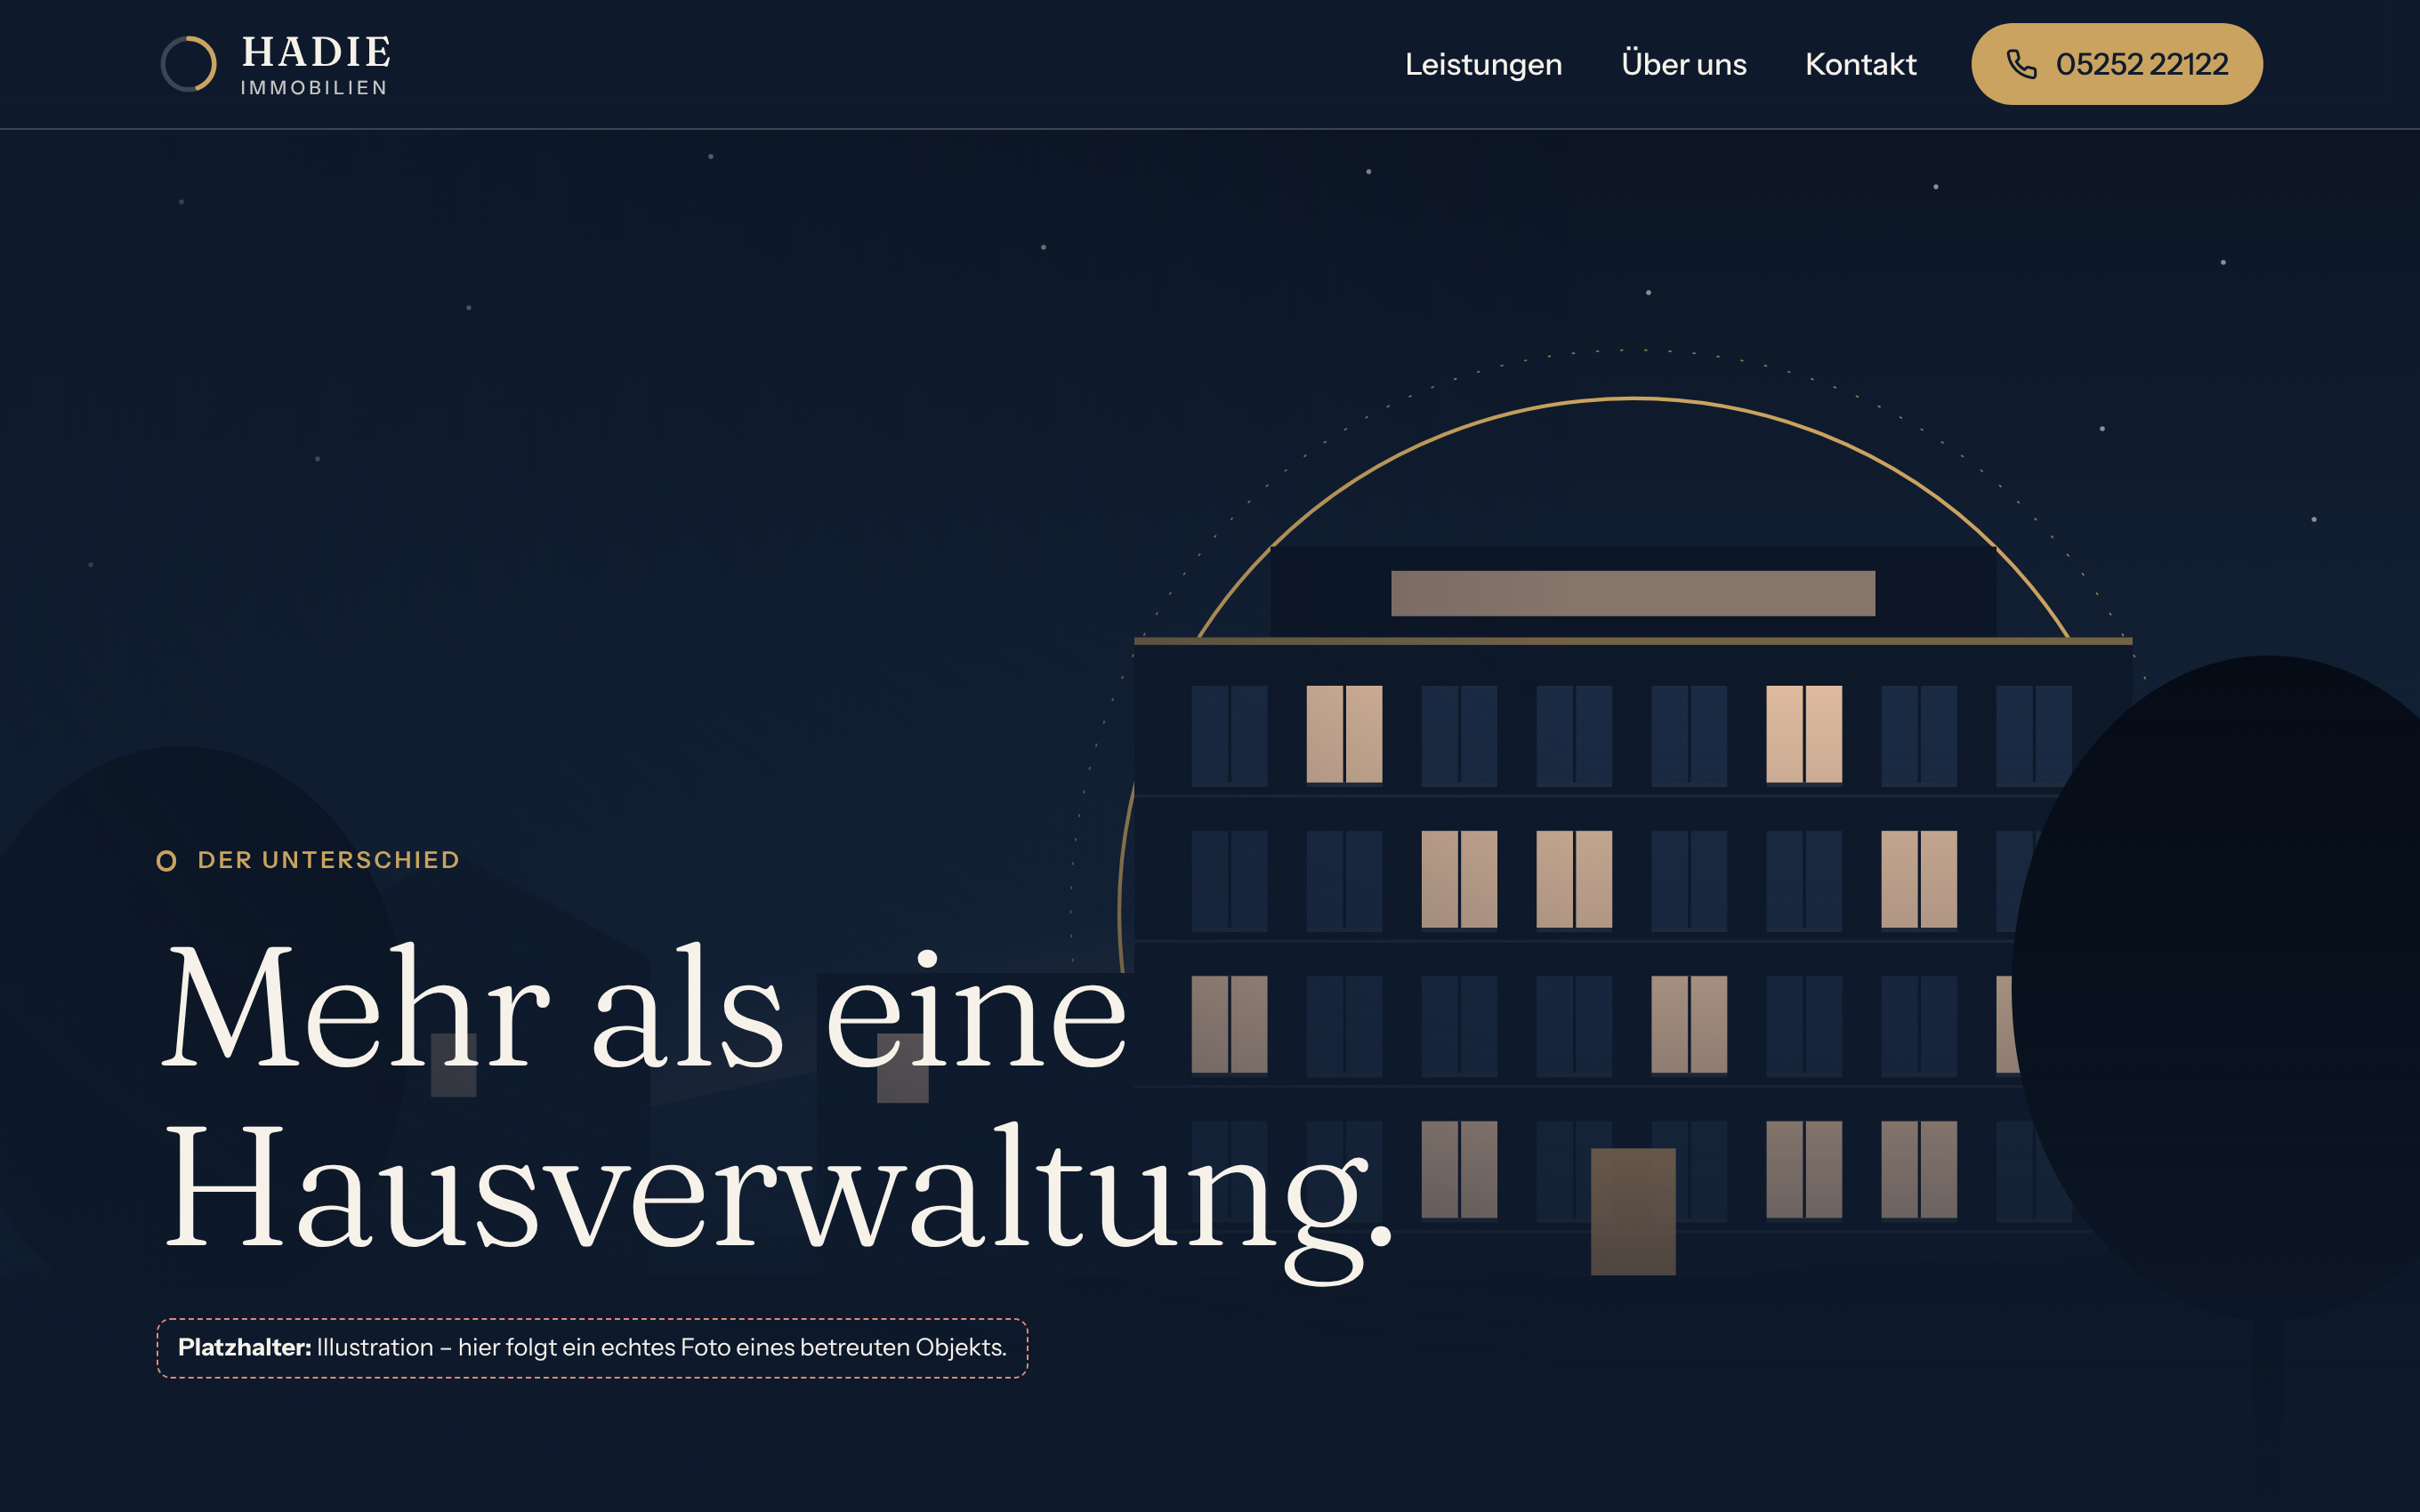 HADIE
IMMOBILIEN
Leistungen
Über uns
Kontakt
05252 22122
DER UNTERSCHIED
Mehr als eine
Hausverwaltung.
Platzhalter: Illustration – hier folgt ein echtes Foto eines betreuten Objekts.